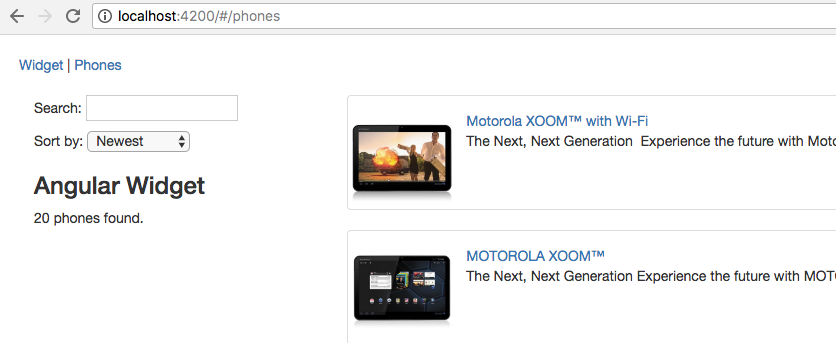 localhost:4200/#/phones
Widget | Phones
Search:
Sort by: Newest
Angular Widget
20 phones found.
Motorola XOOM™ with Wi-Fi
The Next, Next Generation  Experience the future with Moto
MOTOROLA XOOM™
The Next, Next Generation Experience the future with MOT